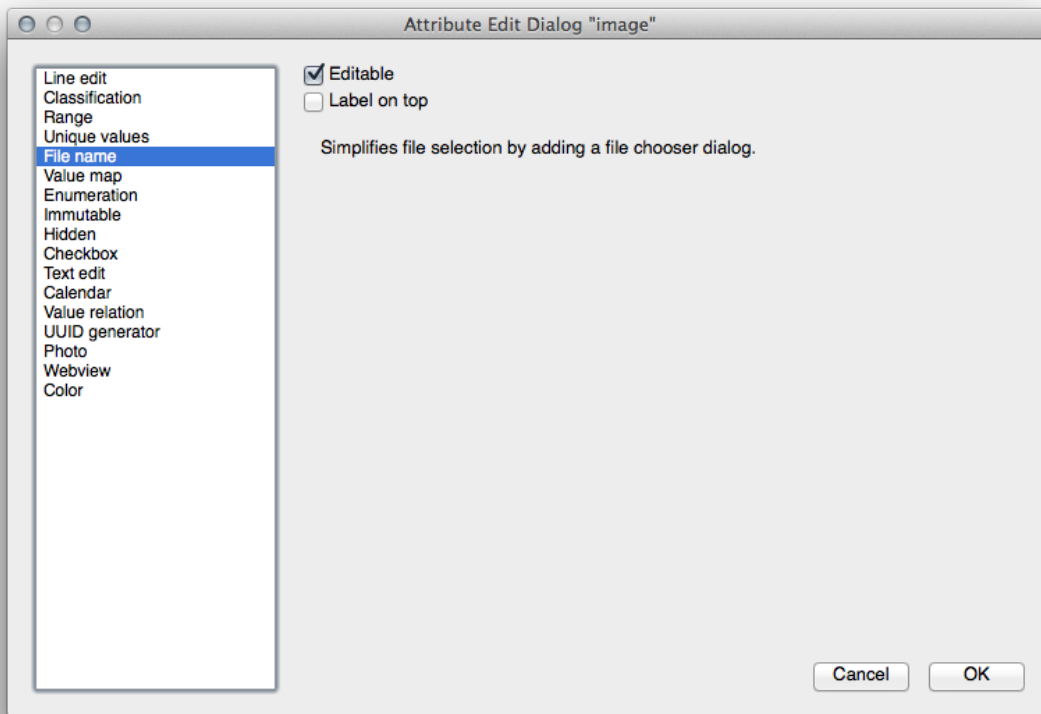 Attribute Edit Dialog "image"
Line edit
Classification
Range
Unique values
File name
Value map
Enumeration
Immutable
Hidden
Checkbox
Text edit
Calendar
Value relation
UUID generator
Photo
Webview
Color
Editable
Label on top
Simplifies file selection by adding a file chooser dialog.
Cancel
OK